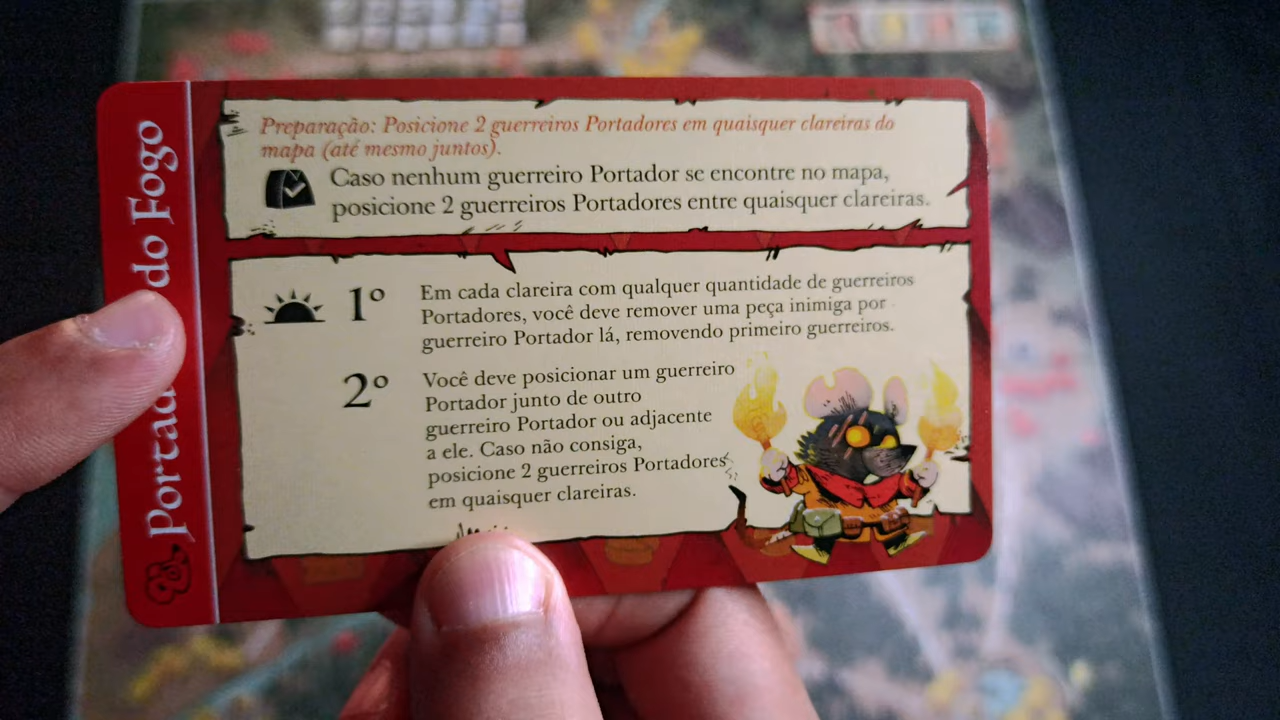 do Fogo
Preparação: Posicione 2 guerreiros Portadores em quaisquer clareiras do
mapa (até mesmo juntos).
Caso nenhum guerreiro Portador se encontre no mapa,
posicione 2 guerreiros Portadores entre quaisquer clareiras.
1º
Em cada clareira com qualquer quantidade de guerreiros
Portadores, você deve remover uma peça inimiga por
guerreiro Portador lá, removendo primeiro guerreiros.
2º
Você deve posicionar um guerreiro
Portador junto de outro
guerreiro Portador ou adjacente
a ele. Caso não consiga,
posicione 2 guerreiros Portadores
em quaisquer clareiras.